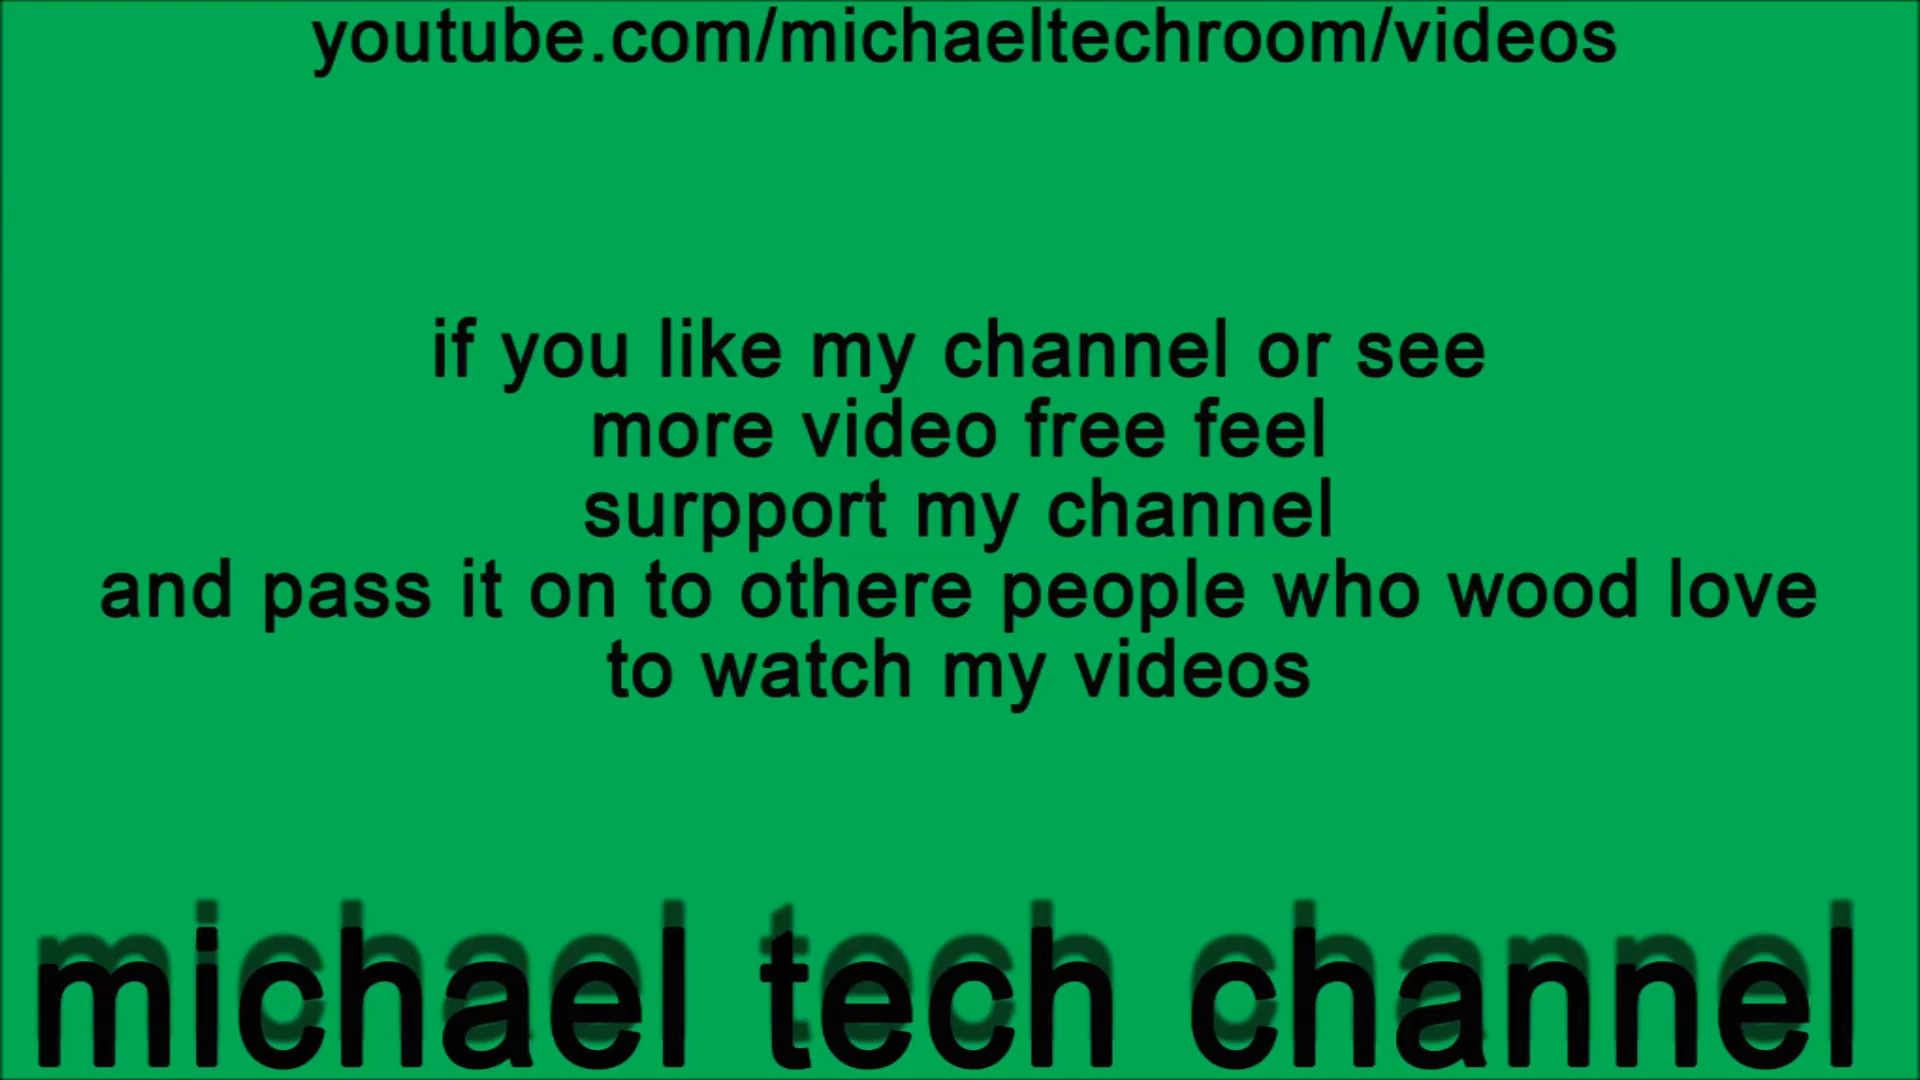 youtube.com/michaeltechroom/videos
if you like my channel or see
more video free feel
surpport my channel
and pass it on to othere people who wood love
to watch my videos
michael tech channel